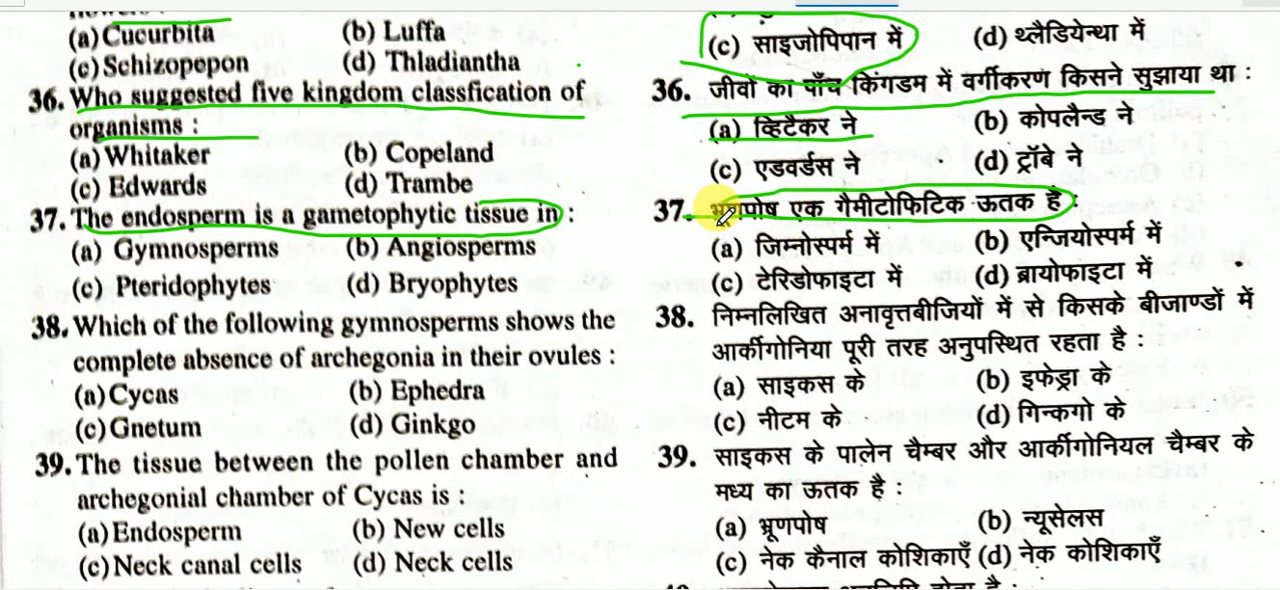 (a) Cucurbita (b) Luffa
(c) Schizopepon (d) Thladiantha
36. Who suggested five kingdom classfication of
organisms :
(a) Whitaker (b) Copeland
(c) Edwards (d) Trambe
37. The endosperm is a gametophytic tissue in :
(a) Gymnosperms (b) Angiosperms
(c) Pteridophytes (d) Bryophytes
38. Which of the following gymnosperms shows the
complete absence of archegonia in their ovules :
(a) Cycas (b) Ephedra
(c) Gnetum (d) Ginkgo
39. The tissue between the pollen chamber and
archegonial chamber of Cycas is :
(a) Endosperm (b) New cells
(c) Neck canal cells (d) Neck cells
(c) साइजोपिपान में (d) थ्लैडियेन्था में
36. जीवों का पाँच किंगडम में वर्गीकरण किसने सुझाया था :
(a) व्हिटैकर ने (b) कोपलैन्ड ने
(c) एडवर्डस ने (d) ट्रॉबे ने
37. भ्रूणपोष एक गैमीटोफिटिक ऊतक है :
(a) जिम्नोस्पर्म में (b) एन्जियोस्पर्म में
(c) टेरिडोफाइटा में (d) ब्रायोफाइटा में
38. निम्नलिखित अनावृत्तबीजियों में से किसके बीजाण्डों में
आर्कीगोनिया पूरी तरह अनुपस्थित रहता है :
(a) साइकस के (b) इफेड्रा के
(c) नीटम के (d) गिन्कगो के
39. साइकस के पालेन चैम्बर और आर्कीगोनियल चैम्बर के
मध्य का ऊतक है :
(a) भ्रूणपोष (b) न्यूसेलस
(c) नेक कैनाल कोशिकाएँ (d) नेक कोशिकाएँ